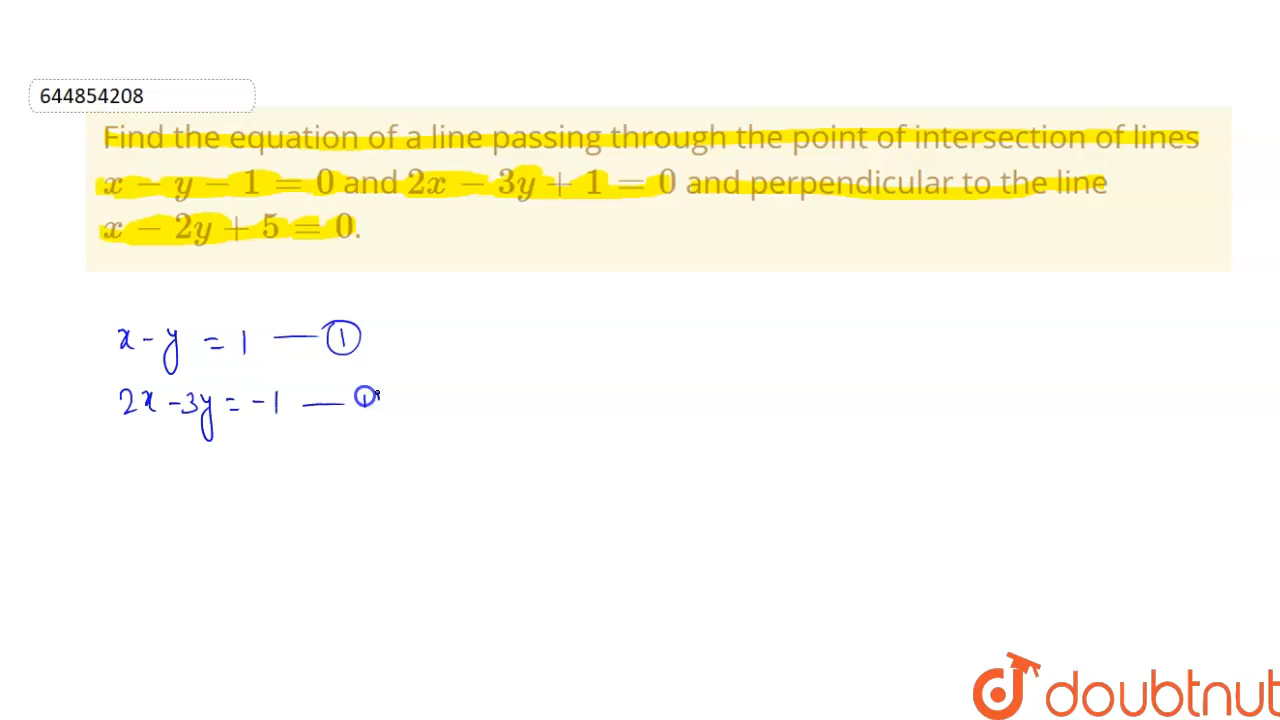 644854208
Find the equation of a line passing through the point of intersection of lines
x − y − 1 = 0 and 2x − 3y + 1 = 0 and perpendicular to the line
x − 2y + 5 = 0.
x - y = 1 — ①
2x - 3y = -1 —
doubtnut